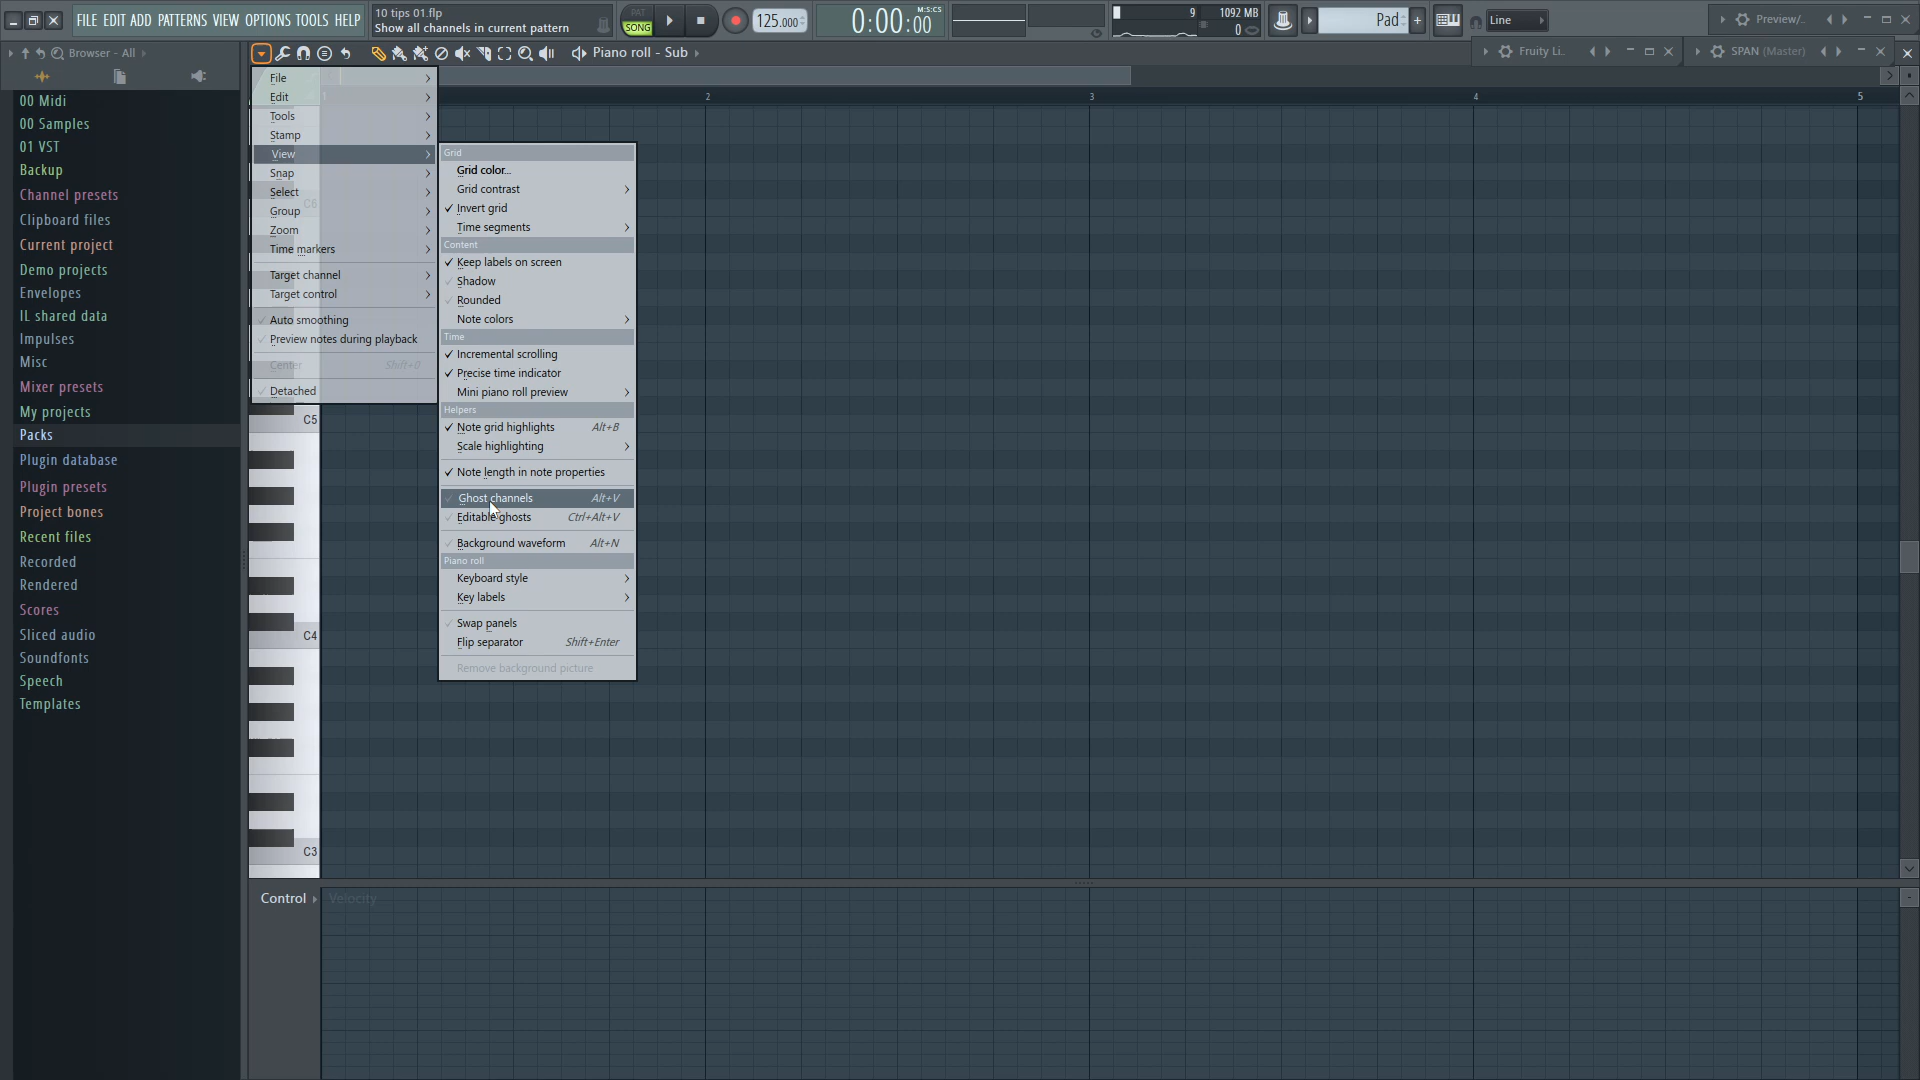 FILE EDIT ADD PATTERNS VIEW OPTIONS TOOLS HELP
10 tips 01.flp
Show all channels in current pattern
PAT
SONG
125.000
0:00:00
M:S:CS
9
1092 MB
0
Pad
Line
Preview/..
Browser - All
Piano roll - Sub
Fruity Li..
SPAN (Master)
00 Midi
00 Samples
01 VST
Backup
Channel presets
Clipboard files
Current project
Demo projects
Envelopes
IL shared data
Impulses
Misc
Mixer presets
My projects
Packs
Plugin database
Plugin presets
Project bones
Recent files
Recorded
Rendered
Scores
Sliced audio
Soundfonts
Speech
Templates
File
Edit
Tools
Stamp
View
Snap
Select
Group
Zoom
Time markers
Target channel
Target control
Auto smoothing
Preview notes during playback
Center Shift+0
Detached
Grid
Grid color...
Grid contrast
Invert grid
Time segments
Content
Keep labels on screen
Shadow
Rounded
Note colors
Time
Incremental scrolling
Precise time indicator
Mini piano roll preview
Helpers
Note grid highlights Alt+B
Scale highlighting
Note length in note properties
Ghost channels Alt+V
Editable ghosts Ctrl+Alt+V
Background waveform Alt+N
Piano roll
Keyboard style
Key labels
Swap panels
Flip separator Shift+Enter
Remove background picture
1 2 3 4 5
C6
C5
C4
C3
Control
Velocity